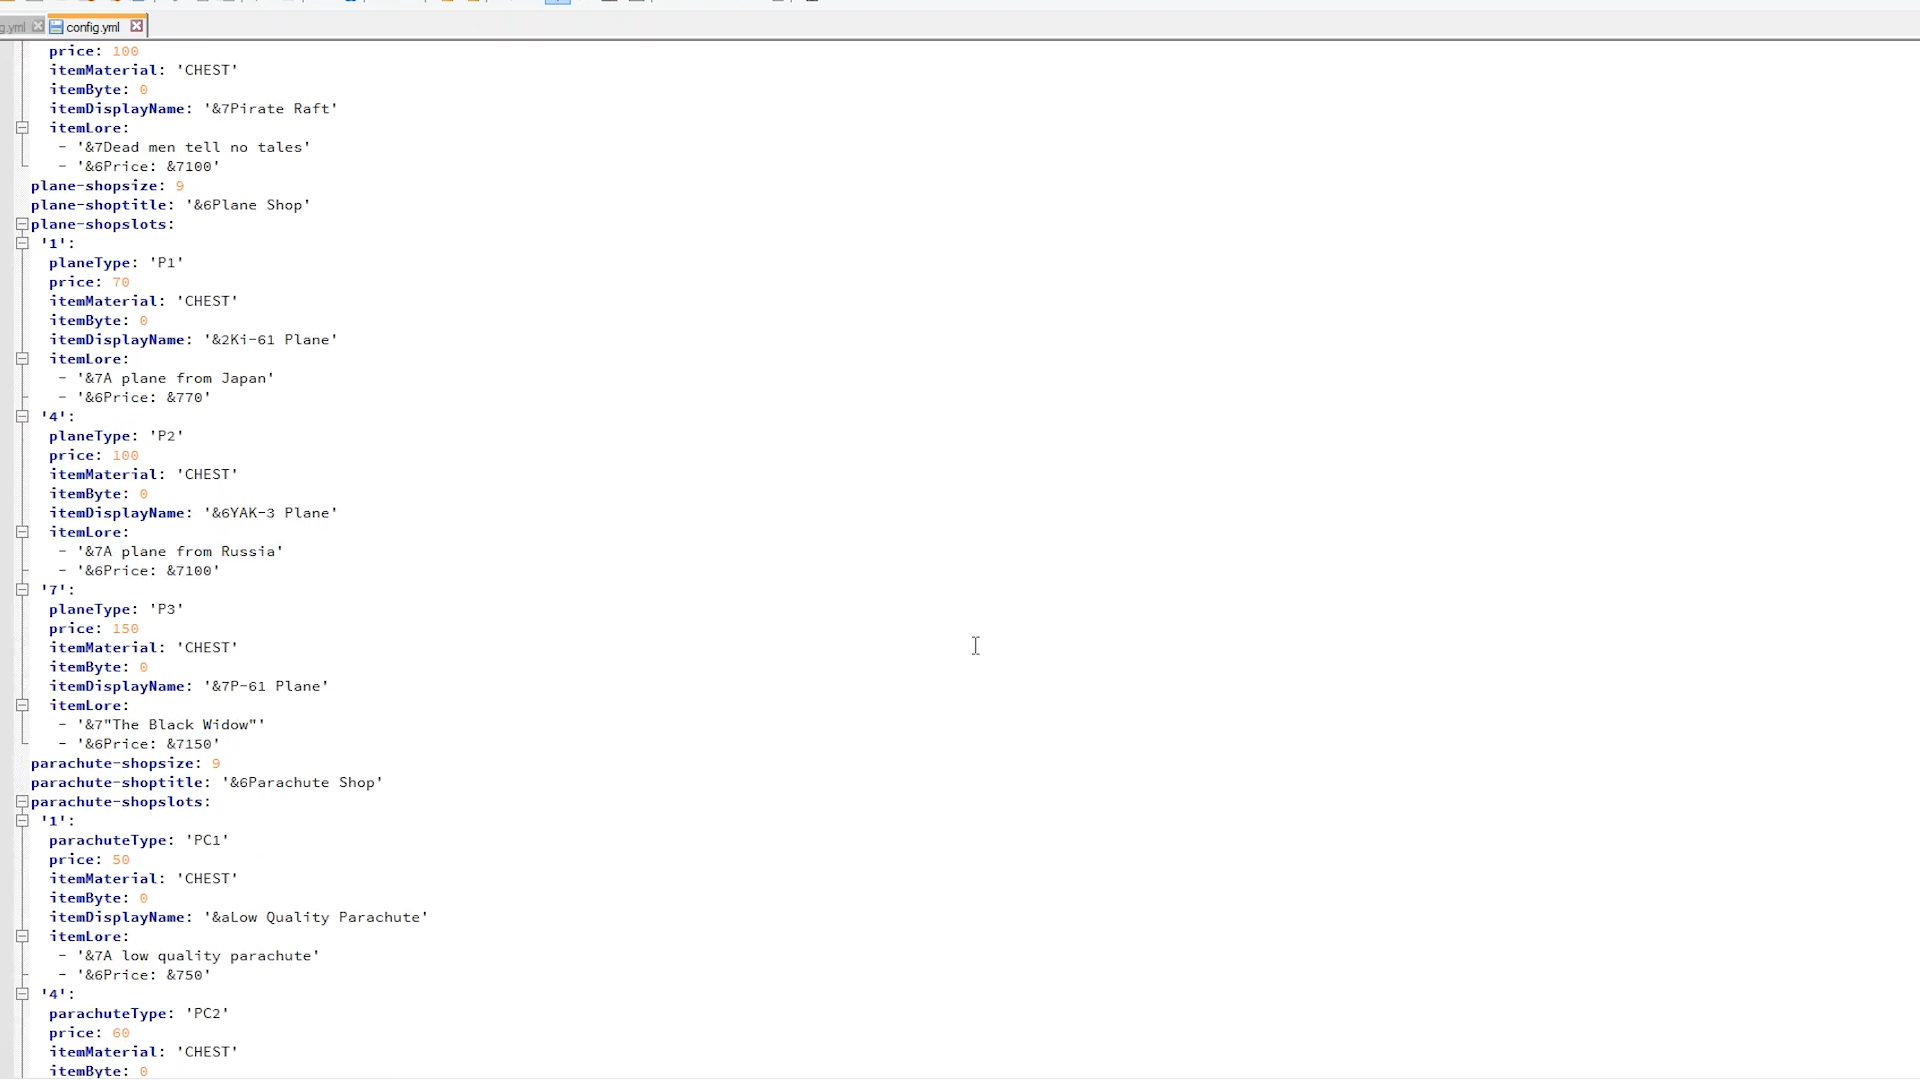 g.yml config.yml
price: 100
itemMaterial: 'CHEST'
itemByte: 0
itemDisplayName: '&7Pirate Raft'
itemLore:
- '&7Dead men tell no tales'
- '&6Price: &7100'
plane-shopsize: 9
plane-shoptitle: '&6Plane Shop'
plane-shopslots:
'1':
planeType: 'P1'
price: 70
itemMaterial: 'CHEST'
itemByte: 0
itemDisplayName: '&2Ki-61 Plane'
itemLore:
- '&7A plane from Japan'
- '&6Price: &770'
'4':
planeType: 'P2'
price: 100
itemMaterial: 'CHEST'
itemByte: 0
itemDisplayName: '&6YAK-3 Plane'
itemLore:
- '&7A plane from Russia'
- '&6Price: &7100'
'7':
planeType: 'P3'
price: 150
itemMaterial: 'CHEST'
itemByte: 0
itemDisplayName: '&7P-61 Plane'
itemLore:
- '&7"The Black Widow"'
- '&6Price: &7150'
parachute-shopsize: 9
parachute-shoptitle: '&6Parachute Shop'
parachute-shopslots:
'1':
parachuteType: 'PC1'
price: 50
itemMaterial: 'CHEST'
itemByte: 0
itemDisplayName: '&aLow Quality Parachute'
itemLore:
- '&7A low quality parachute'
- '&6Price: &750'
'4':
parachuteType: 'PC2'
price: 60
itemMaterial: 'CHEST'
itemByte: 0